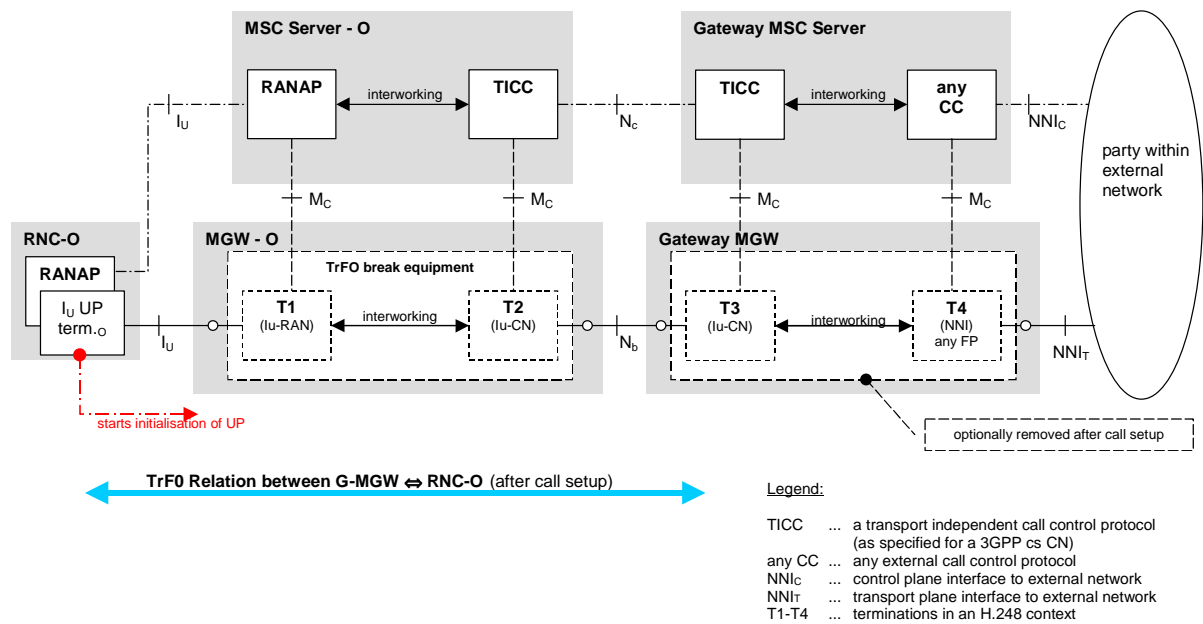 MSC Server - O
Gateway MSC Server
RANAP
interworking
TICC
TICC
interworking
any
CC
IU
Nc
NNIC
party within
external
network
MC
MC
MC
MC
RNC-O
MGW - O
Gateway MGW
RANAP
TrFO break equipment
IU UP
term.O
T1
(Iu-RAN)
interworking
T2
(Iu-CN)
T3
(Iu-CN)
interworking
T4
(NNI)
any FP
IU
Nb
NNIT
starts initialisation of UP
optionally removed after call setup
TrF0 Relation between G-MGW ⇔ RNC-O (after call setup)
Legend:
TICC ... a transport independent call control protocol
(as specified for a 3GPP cs CN)
any CC ... any external call control protocol
NNIC ... control plane interface to external network
NNIT ... transport plane interface to external network
T1-T4 ... terminations in an H.248 context